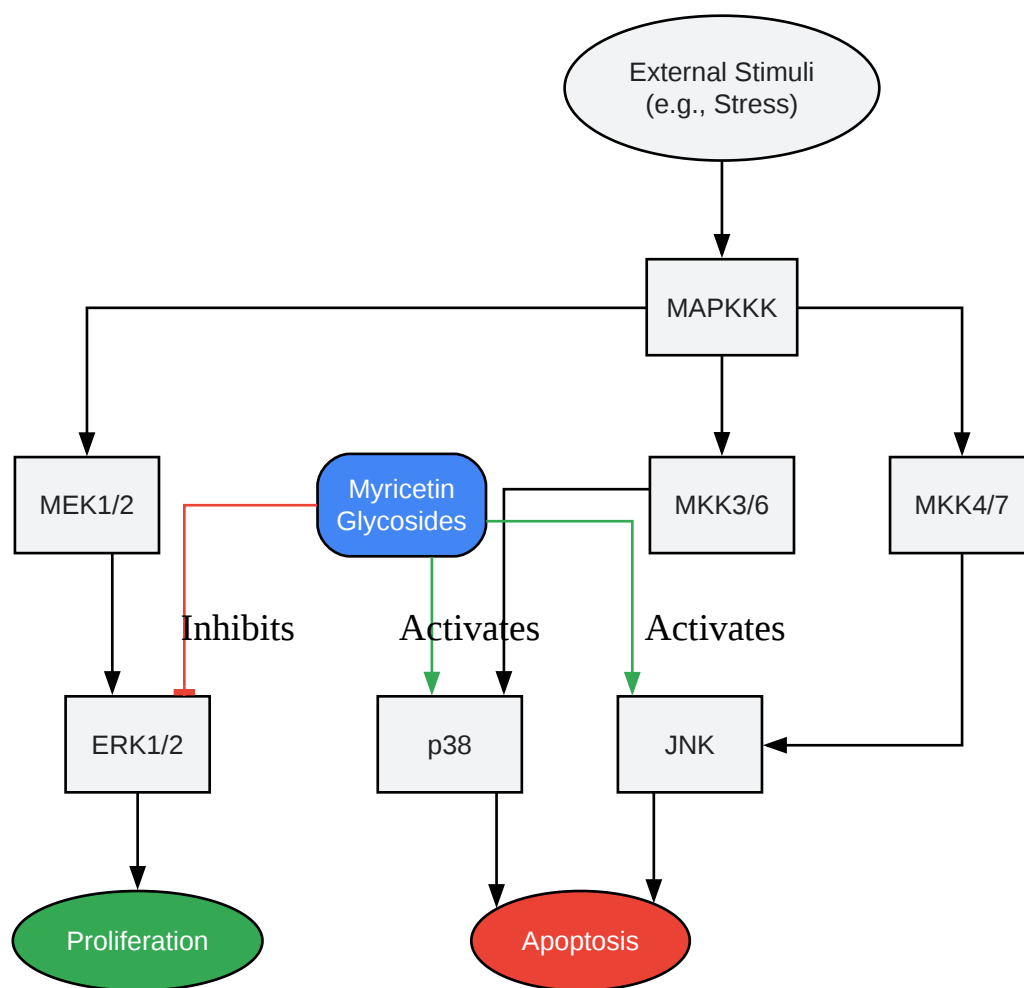 External Stimuli
(e.g., Stress)
MAPKKK
MEK1/2
Myricetin
Glycosides
MKK3/6
MKK4/7
Inhibits
Activates
Activates
ERK1/2
p38
JNK
Proliferation
Apoptosis